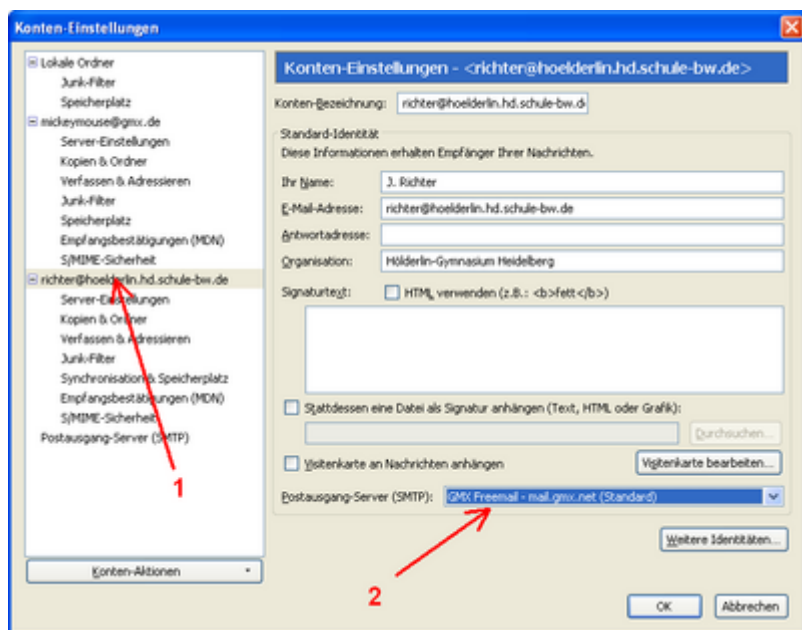 Konten-Einstellungen
Lokale Ordner
Junk-Filter
Speicherplatz
mickeymouse@gmx.de
Server-Einstellungen
Kopien & Ordner
Verfassen & Adressieren
Junk-Filter
Speicherplatz
Empfangsbestätigungen (MDN)
S/MIME-Sicherheit
richter@hoelderlin.hd.schule-bw.de
Server-Einstellungen
Kopien & Ordner
Verfassen & Adressieren
Junk-Filter
Synchronisation & Speicherplatz
Empfangsbestätigungen (MDN)
S/MIME-Sicherheit
Postausgang-Server (SMTP)
1
Konten-Aktionen
Konten-Einstellungen - <richter@hoelderlin.hd.schule-bw.de>
Konten-Bezeichnung: richter@hoelderlin.hd.schule-bw.d
Standard-Identität
Diese Informationen erhalten Empfänger Ihrer Nachrichten.
Ihr Name: J. Richter
E-Mail-Adresse: richter@hoelderlin.hd.schule-bw.de
Antwortadresse:
Organisation: Hölderlin-Gymnasium Heidelberg
Signaturtext: HTML verwenden (z.B.: <b>fett</b>)
Stattdessen eine Datei als Signatur anhängen (Text, HTML oder Grafik):
Durchsuchen...
Visitenkarte an Nachrichten anhängen Visitenkarte bearbeiten...
Postausgang-Server (SMTP): GMX Freemail - mail.gmx.net (Standard)
Weitere Identitäten...
2
OK Abbrechen